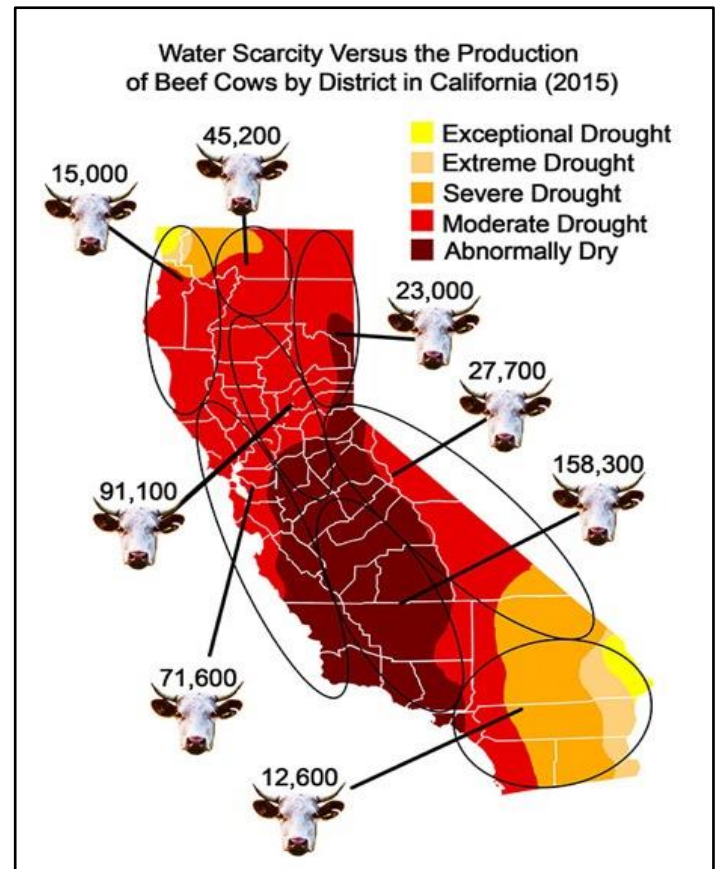 Water Scarcity Versus the Production
of Beef Cows by District in California (2015)
45,200
15,000
Exceptional Drought
Extreme Drought
Severe Drought
Moderate Drought
Abnormally Dry
23,000
27,700
158,300
91,100
71,600
12,600